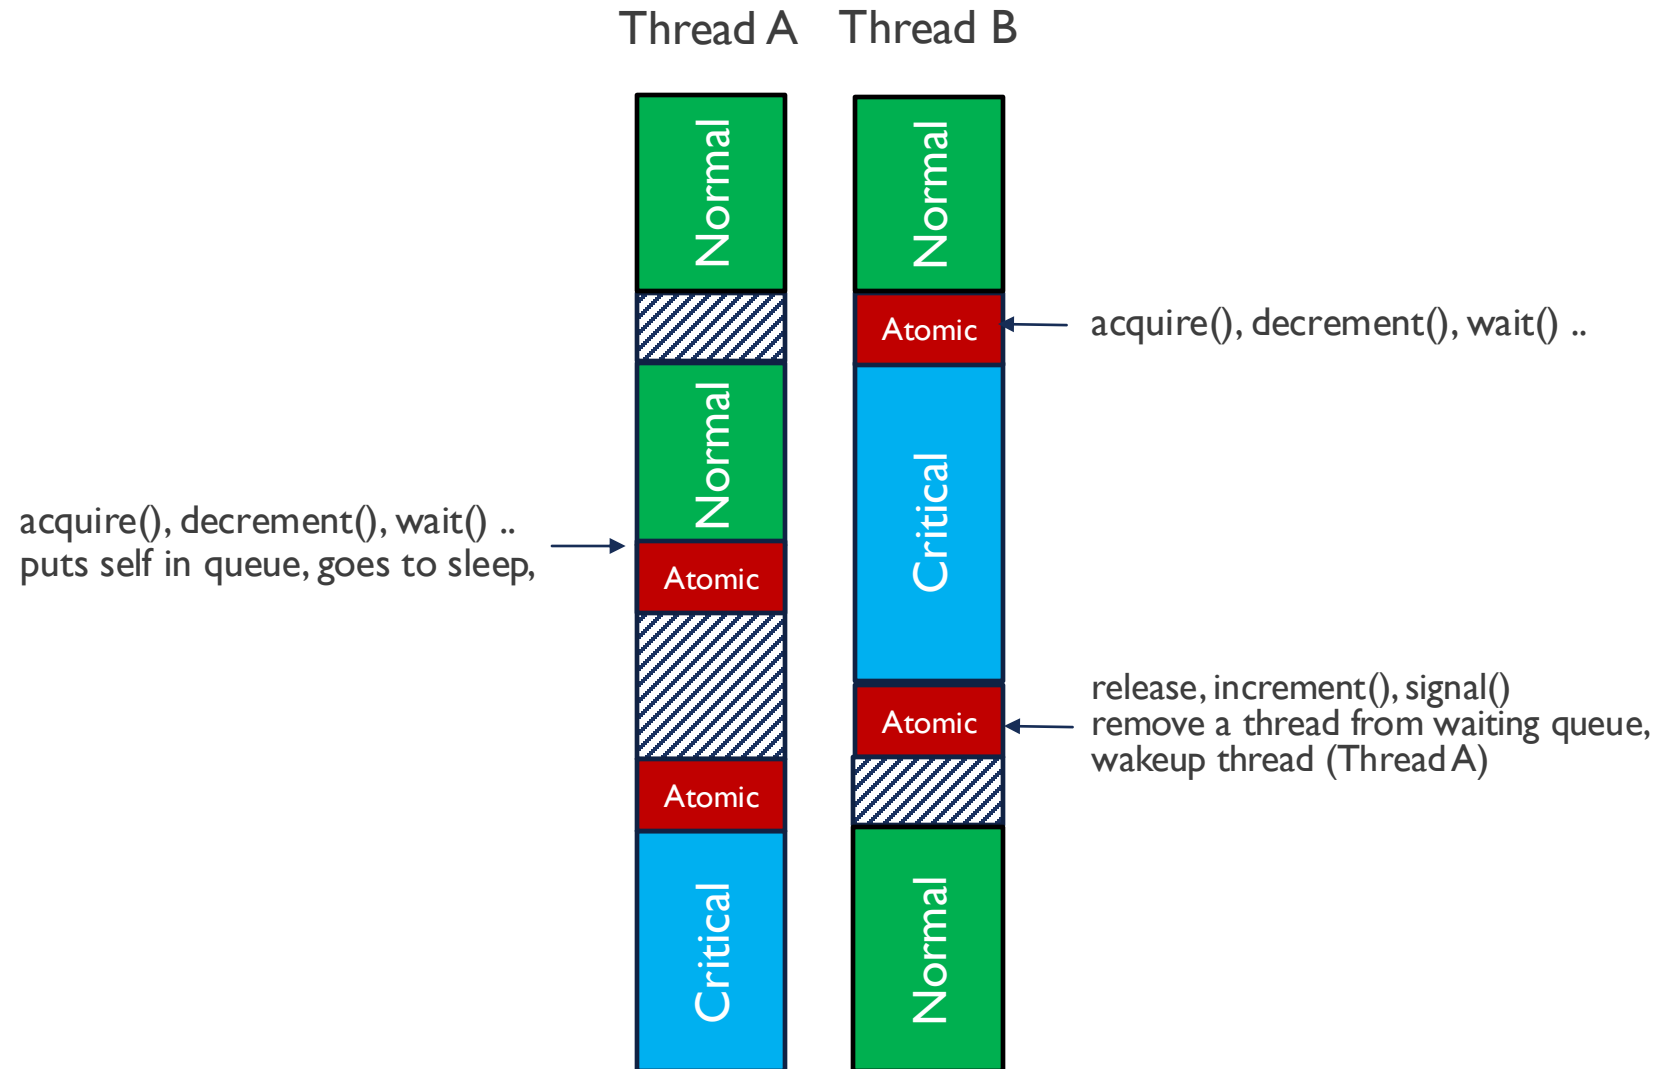 Thread A
Thread B
Normal
Normal
Atomic
acquire(), decrement(), wait() ..
Normal
Critical
acquire(), decrement(), wait() ..
puts self in queue, goes to sleep,
Atomic
release, increment(), signal()
remove a thread from waiting queue,
wakeup thread (Thread A)
Atomic
Atomic
Critical
Normal